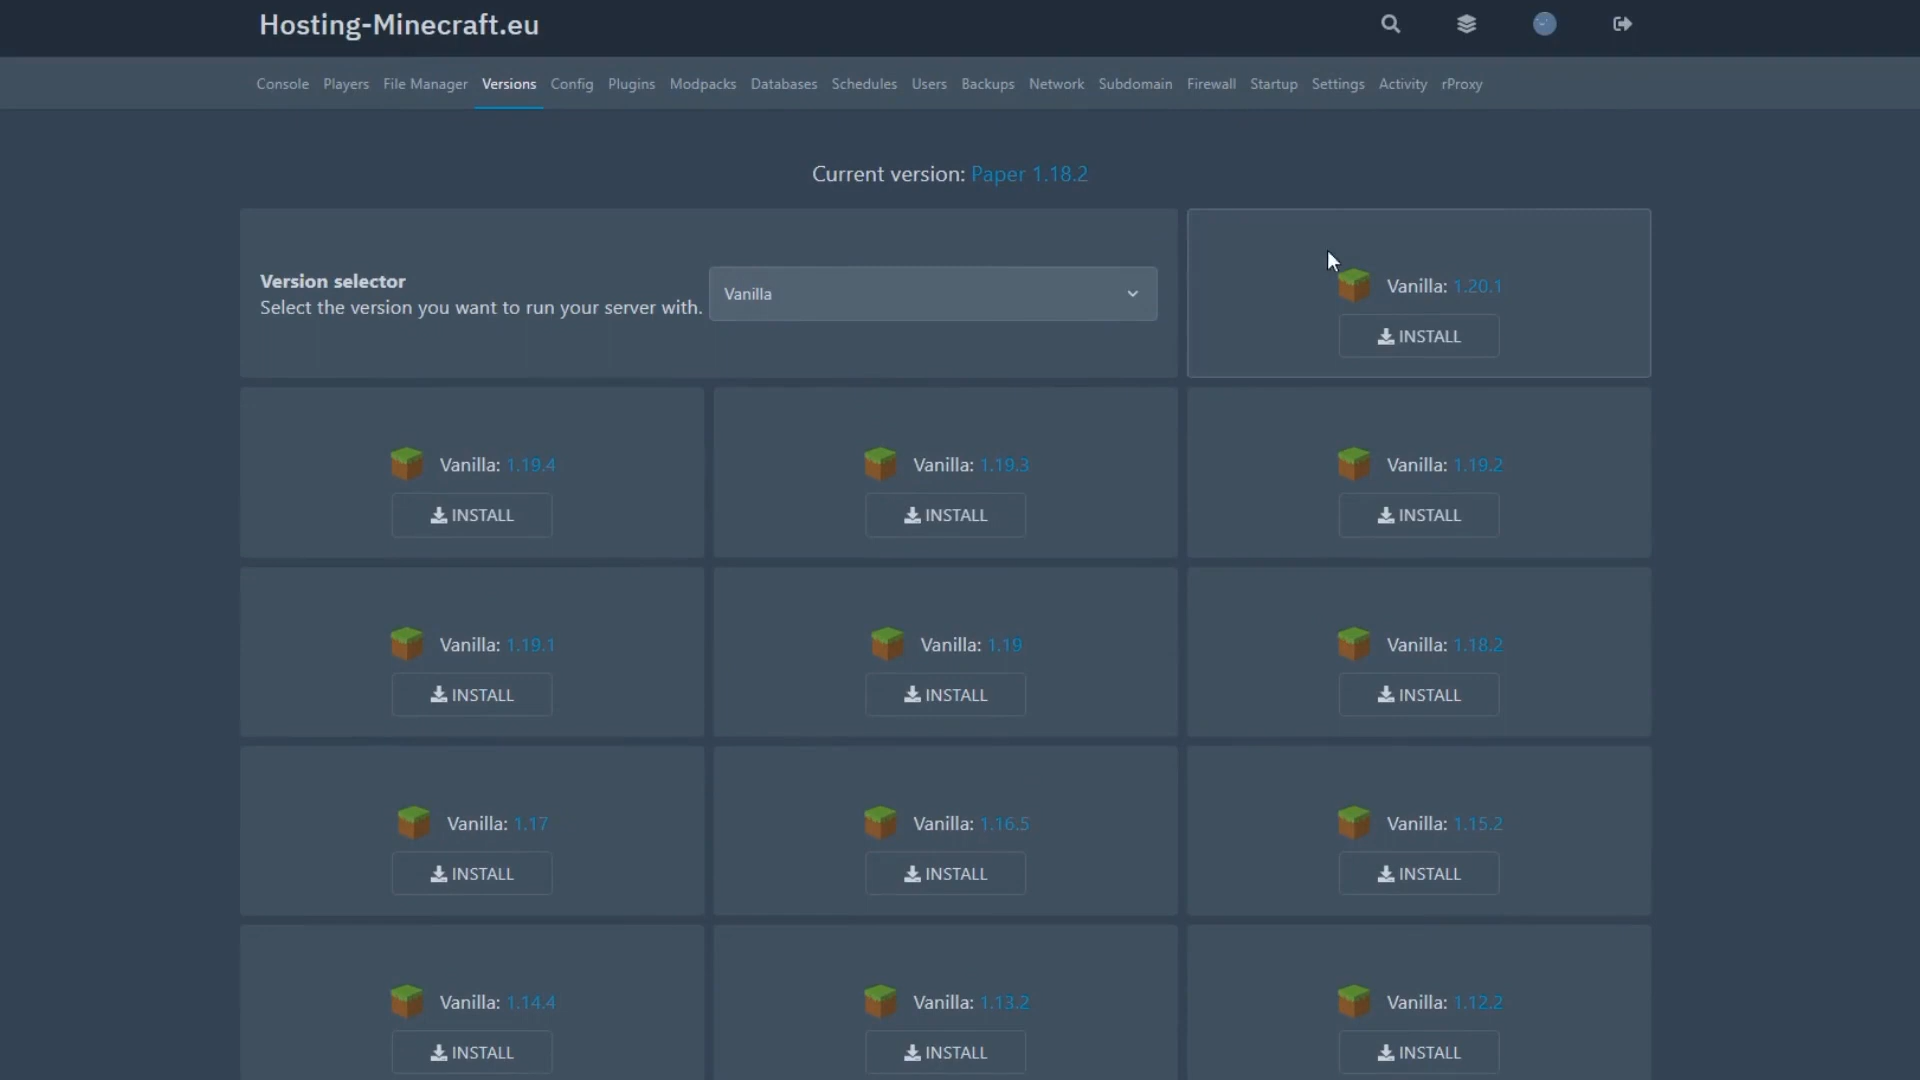 Hosting-Minecraft.eu
Console Players File Manager Versions Config Plugins Modpacks Databases Schedules Users Backups Network Subdomain Firewall Startup Settings Activity rProxy
Current version: Paper 1.18.2
Version selector
Select the version you want to run your server with.
Vanilla
Vanilla: 1.20.1
INSTALL
Vanilla: 1.19.4
INSTALL
Vanilla: 1.19.3
INSTALL
Vanilla: 1.19.2
INSTALL
Vanilla: 1.19.1
INSTALL
Vanilla: 1.19
INSTALL
Vanilla: 1.18.2
INSTALL
Vanilla: 1.17
INSTALL
Vanilla: 1.16.5
INSTALL
Vanilla: 1.15.2
INSTALL
Vanilla: 1.14.4
INSTALL
Vanilla: 1.13.2
INSTALL
Vanilla: 1.12.2
INSTALL